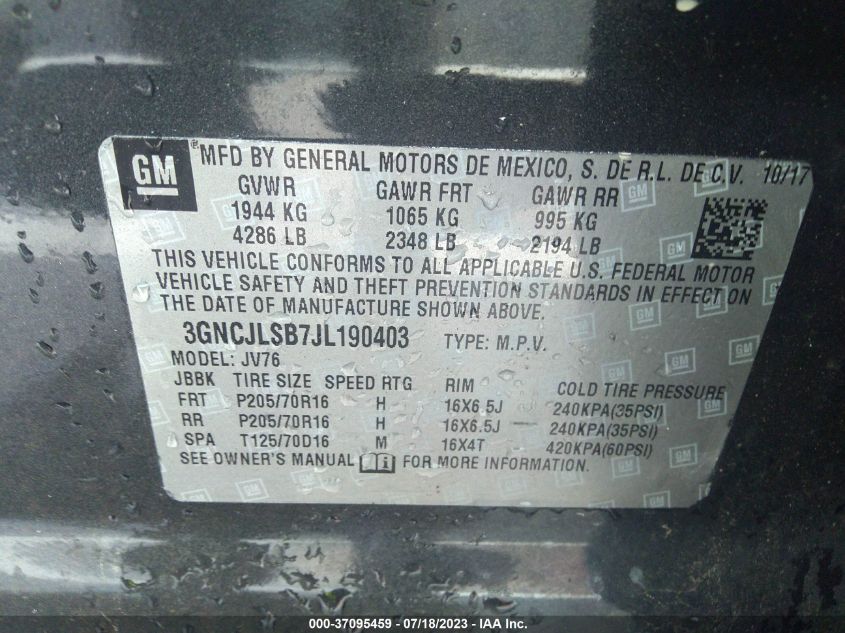 GM ® MFD BY GENERAL MOTORS DE MEXICO, S. DE R.L. DE C.V. 10/17
GVWR GAWR FRT GAWR RR
1944 KG 1065 KG 995 KG
4286 LB 2348 LB 2194 LB
THIS VEHICLE CONFORMS TO ALL APPLICABLE U.S. FEDERAL MOTOR
VEHICLE SAFETY AND THEFT PREVENTION STANDARDS IN EFFECT ON
THE DATE OF MANUFACTURE SHOWN ABOVE.
3GNCJLSB7JL190403 TYPE: M.P.V.
MODEL: JV76
JBBK TIRE SIZE SPEED RTG RIM COLD TIRE PRESSURE
FRT P205/70R16 H 16X6.5J 240KPA(35PSI)
RR P205/70R16 H 16X6.5J 240KPA(35PSI)
SPA T125/70D16 M 16X4T 420KPA(60PSI)
SEE OWNER'S MANUAL FOR MORE INFORMATION.
000-37095459 - 07/18/2023 - IAA Inc.